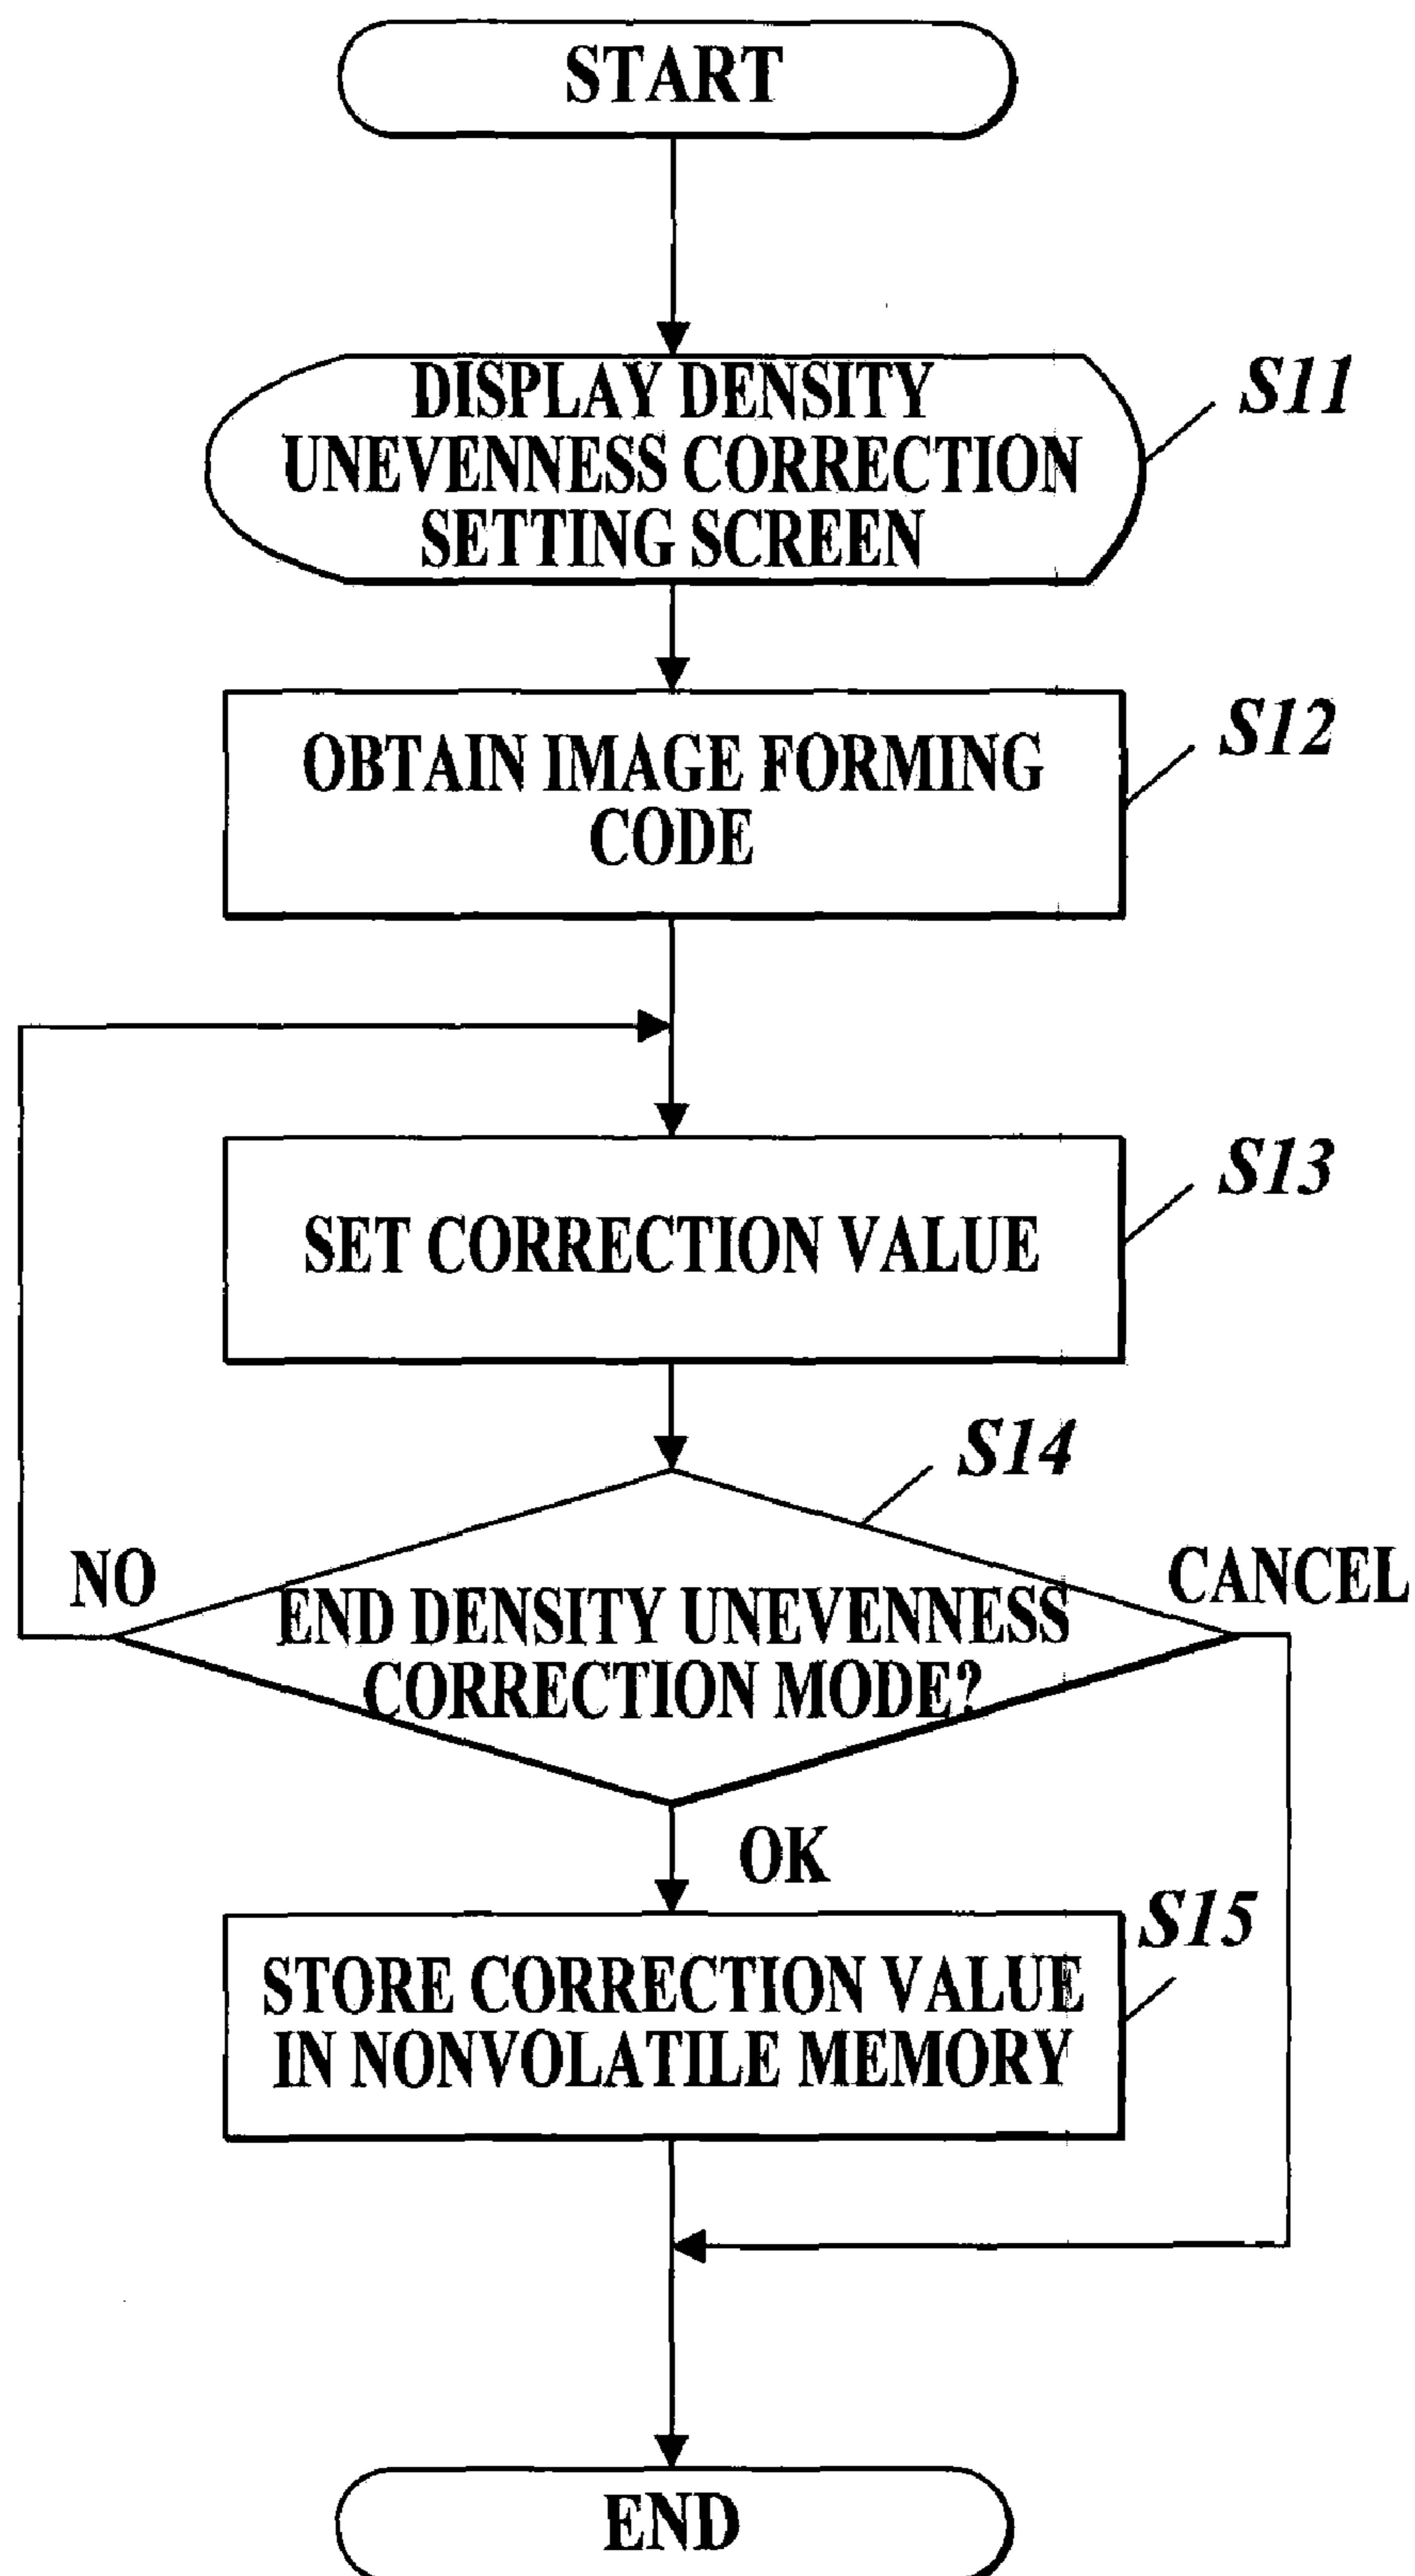 START
DISPLAY DENSITY
UNEVENNESS CORRECTION
SETTING SCREEN
S11
OBTAIN IMAGE FORMING
CODE
S12
SET CORRECTION VALUE
S13
S14
NO
CANCEL
END DENSITY UNEVENNESS
CORRECTION MODE?
OK
S15
STORE CORRECTION VALUE
IN NONVOLATILE MEMORY
END